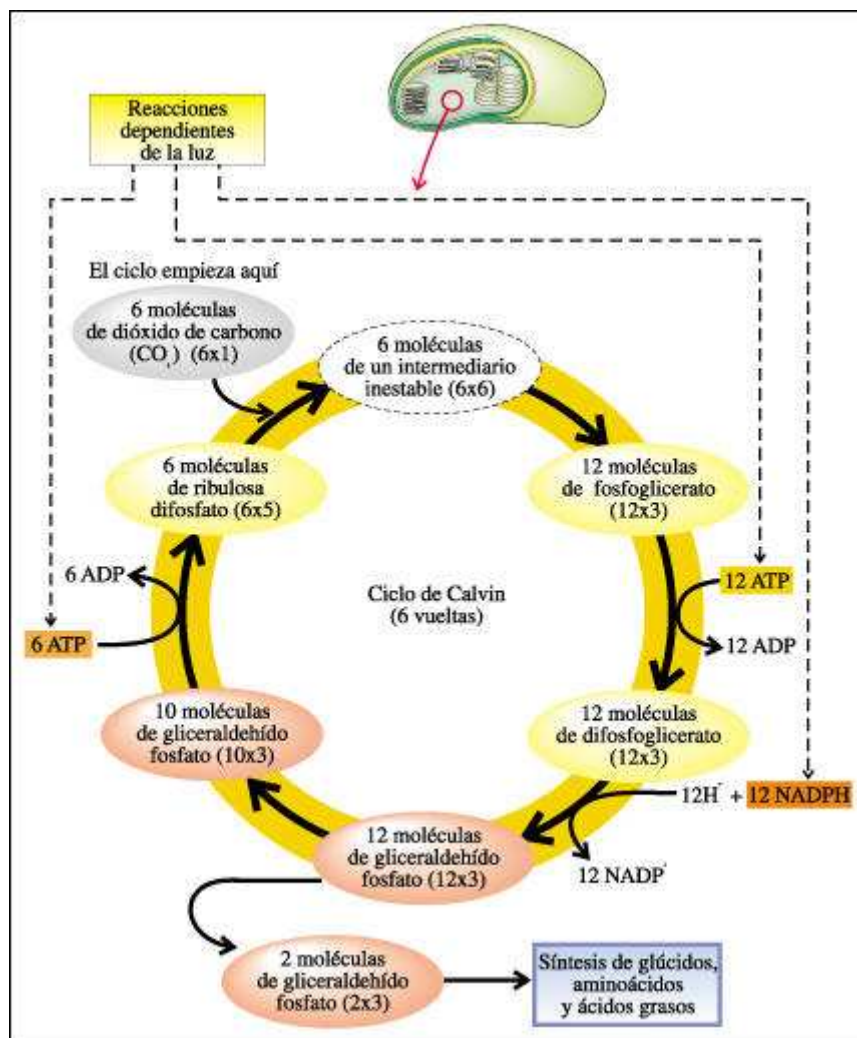 Reacciones
dependientes
de la luz
El ciclo empieza aquí
6 moléculas
de dióxido de carbono
(CO₂) (6x1)
6 moléculas
de un intermediario
inestable (6x6)
6 moléculas
de ribulosa
difosfato (6x5)
12 moléculas
de fosfoglicerato
(12x3)
6 ADP
6 ATP
Ciclo de Calvin
(6 vueltas)
12 ATP
12 ADP
10 moléculas
de gliceraldehído
fosfato (10x3)
12 moléculas
de difosfoglicerato
(12x3)
12H⁺ + 12 NADPH
12 NADP⁺
12 moléculas
de gliceraldehído
fosfato (12x3)
2 moléculas
de gliceraldehído
fosfato (2x3)
Síntesis de glúcidos,
aminoácidos
y ácidos grasos